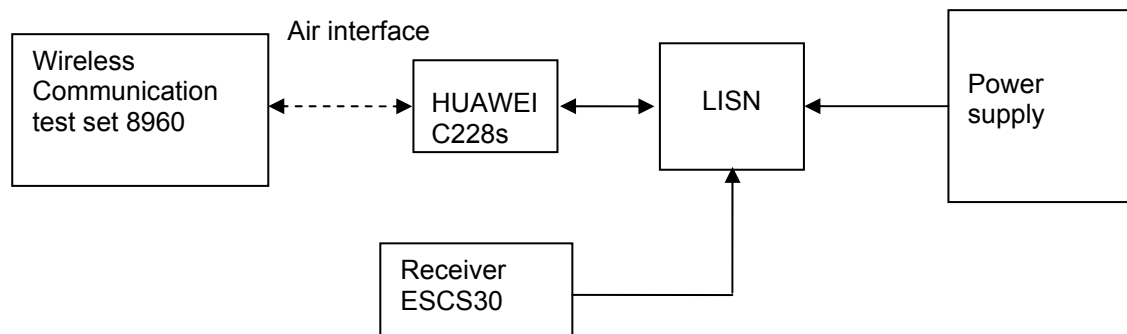 Air interface
Wireless
Communication
test set 8960
HUAWEI
C228s
LISN
Power
supply
Receiver
ESCS30